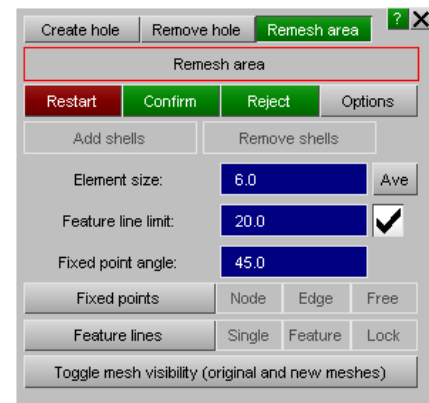 ? X
Create hole Remove hole Remesh area
Remesh area
Restart Confirm Reject Options
Add shells Remove shells
Element size: 6.0 Ave
Feature line limit: 20.0
Fixed point angle: 45.0
Fixed points Node Edge Free
Feature lines Single Feature Lock
Toggle mesh visibility (original and new meshes)